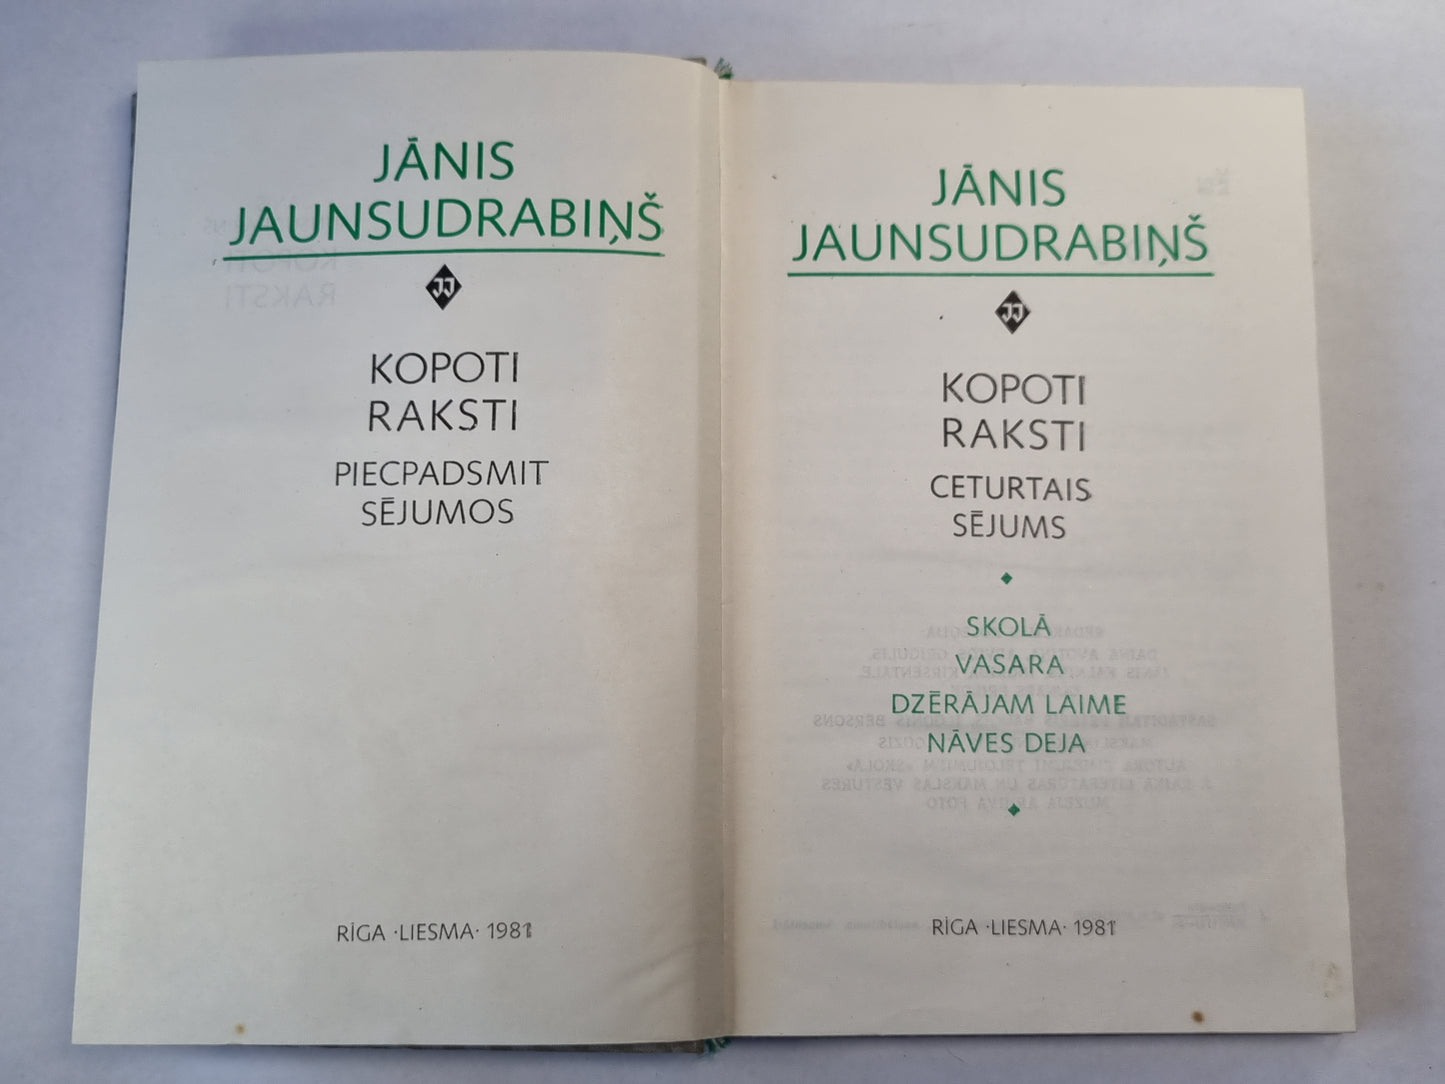 JĀNIS
JAUNSUDRABIŅŠ
JJ
KOPOTI
RAKSTI
PIECPADSMIT
SĒJUMOS
RĪGA ·LIESMA· 1981
JĀNIS
JAUNSUDRABIŅŠ
JJ
KOPOTI
RAKSTI
CETURTAIS
SĒJUMS
SKOLĀ
VASARA
DZĒRĀJAM LAIME
NĀVES DEJA
RĪGA ·LIESMA· 1981